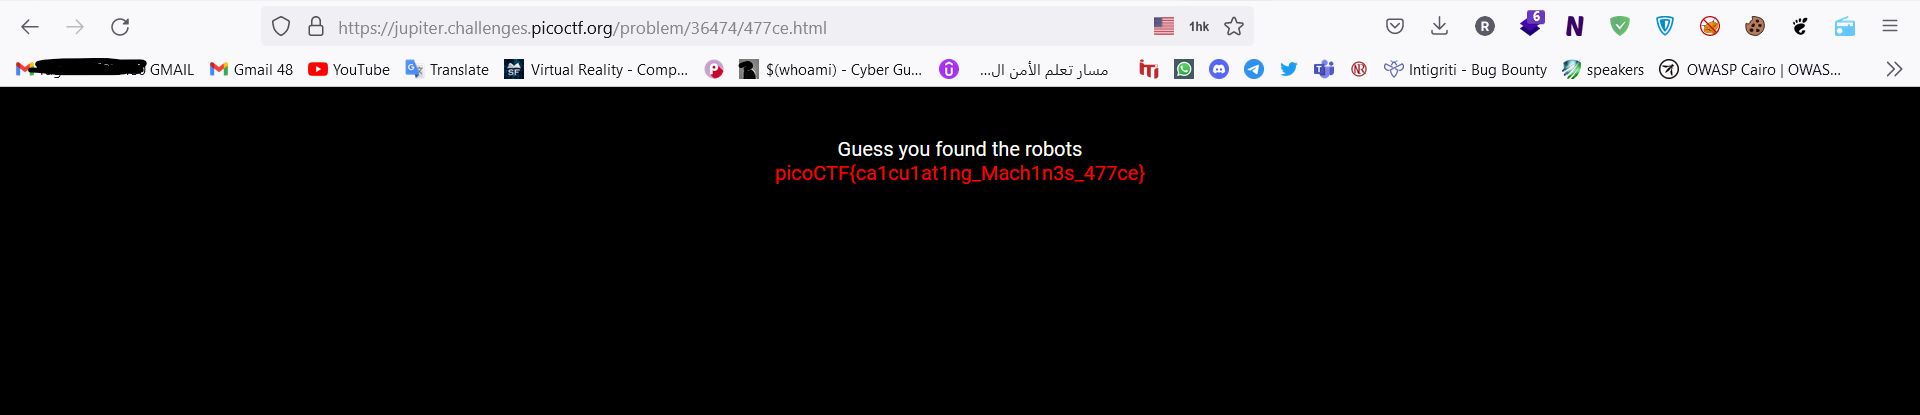 https://jupiter.challenges.picoctf.org/problem/36474/477ce.html 1hk R 6 N
GMAIL Gmail 48 YouTube Translate Virtual Reality - Comp... $(whoami) - Cyber Gu... مسار تعلم الأمن ال... Intigriti - Bug Bounty speakers OWASP Cairo | OWAS...
Guess you found the robots
picoCTF{ca1cu1at1ng_Mach1n3s_477ce}